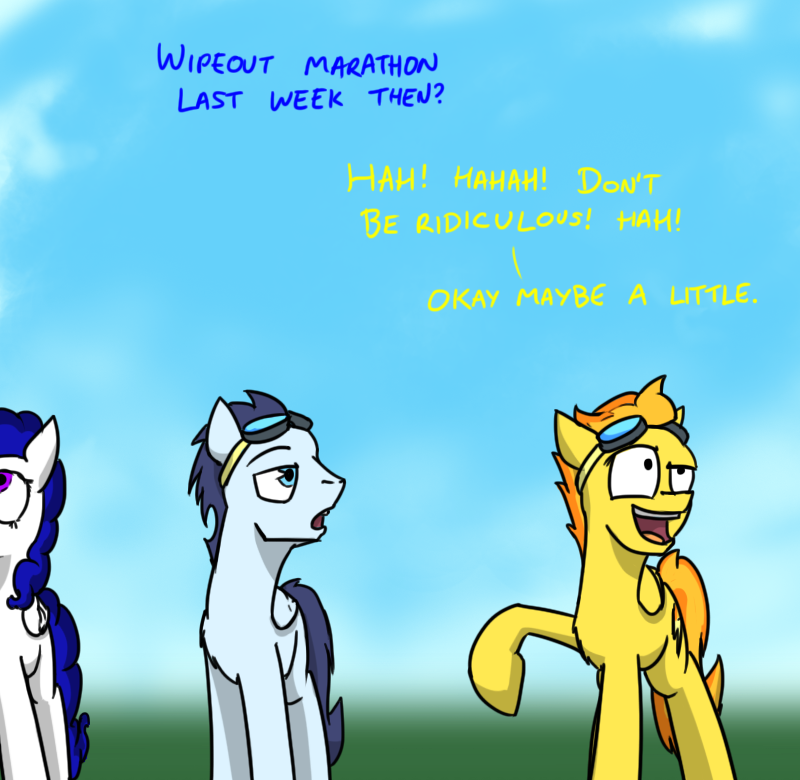 WIPEOUT MARATHON
LAST WEEK THEN?
HAH! HAHAH! DON'T
BE RIDICULOUS! HAH!
OKAY MAYBE A LITTLE.